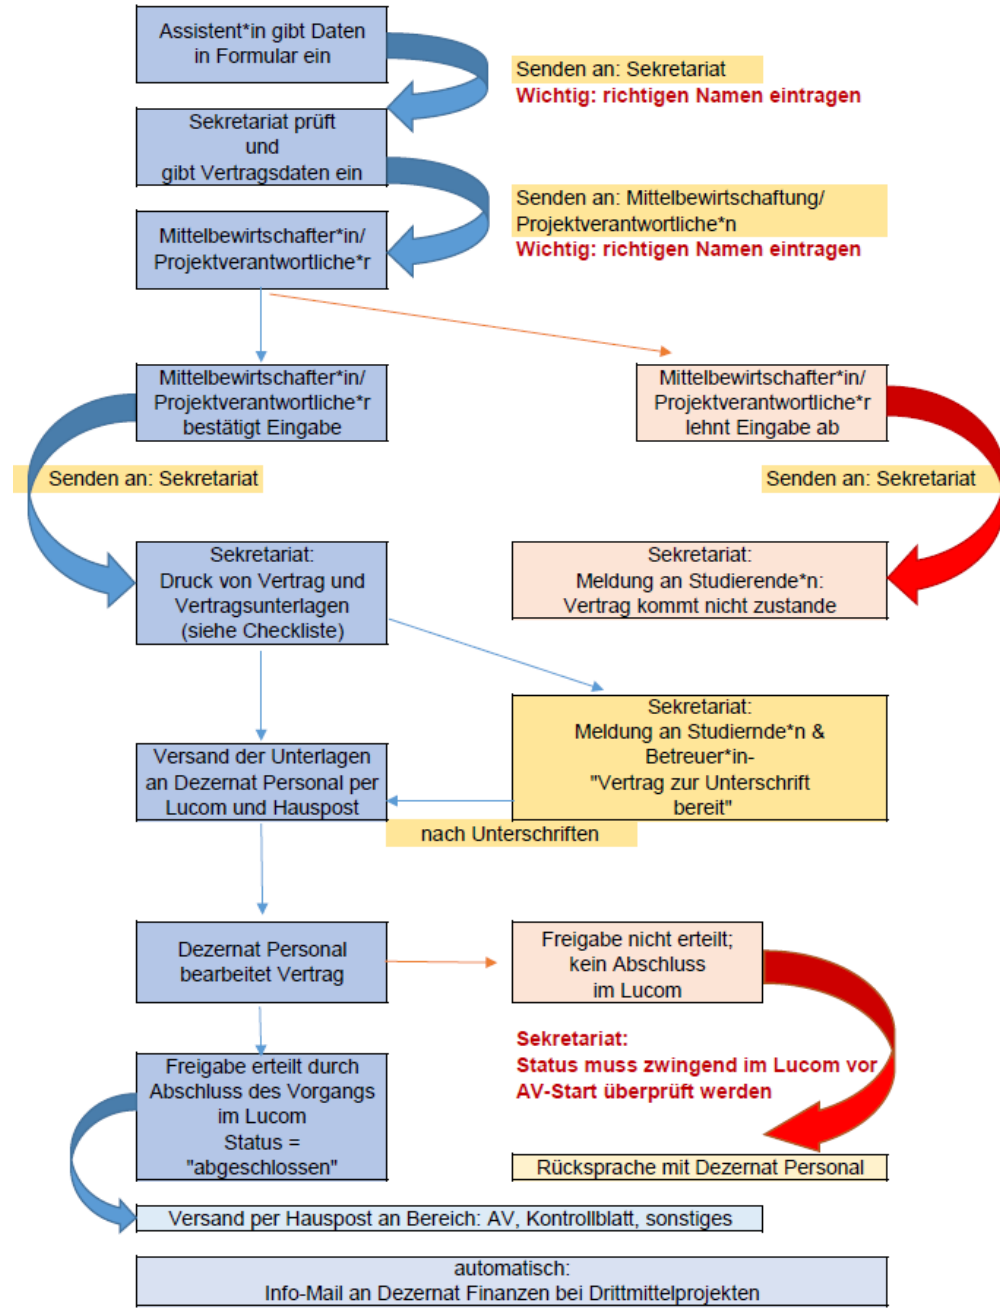 Assistent*in gibt Daten
in Formular ein
Senden an: Sekretariat
Wichtig: richtigen Namen eintragen
Sekretariat prüft
und
gibt Vertragsdaten ein
Senden an: Mittelbewirtschaftung/
Projektverantwortliche*n
Wichtig: richtigen Namen eintragen
Mittelbewirtschafter*in/
Projektverantwortliche*r
Mittelbewirtschafter*in/
Projektverantwortliche*r
bestätigt Eingabe
Mittelbewirtschafter*in/
Projektverantwortliche*r
lehnt Eingabe ab
Senden an: Sekretariat
Senden an: Sekretariat
Sekretariat:
Druck von Vertrag und
Vertragsunterlagen
(siehe Checkliste)
Sekretariat:
Meldung an Studierende*n:
Vertrag kommt nicht zustande
Sekretariat:
Meldung an Studiernde*n &
Betreuer*in-
"Vertrag zur Unterschrift
bereit"
Versand der Unterlagen
an Dezernat Personal per
Lucom und Hauspost
nach Unterschriften
Dezernat Personal
bearbeitet Vertrag
Freigabe nicht erteilt;
kein Abschluss
im Lucom
Sekretariat:
Status muss zwingend im Lucom vor
AV-Start überprüft werden
Freigabe erteilt durch
Abschluss des Vorgangs
im Lucom
Status =
"abgeschlossen"
Rücksprache mit Dezernat Personal
Versand per Hauspost an Bereich: AV, Kontrollblatt, sonstiges
automatisch:
Info-Mail an Dezernat Finanzen bei Drittmittelprojekten